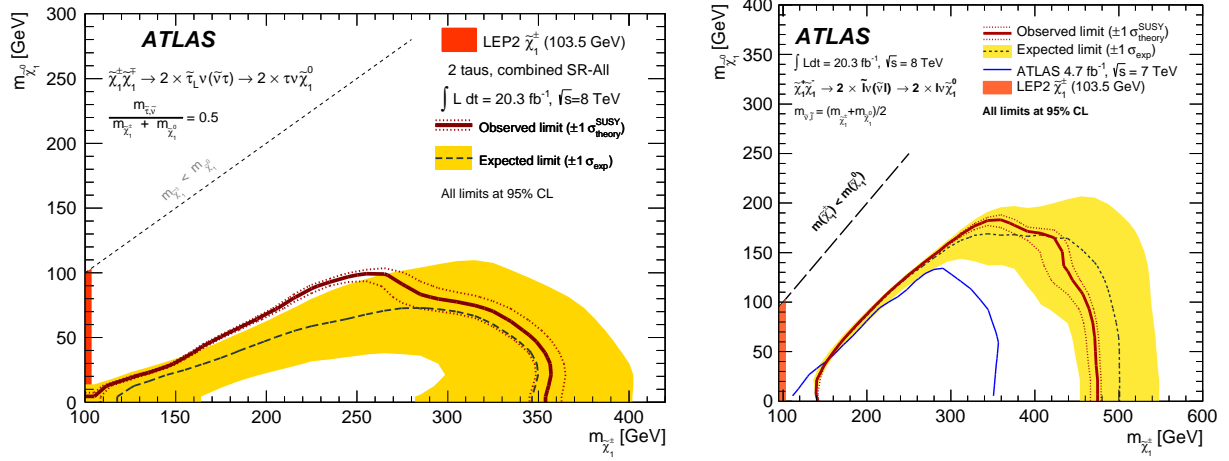 ATLAS
χ̃₁±χ̃₁∓ → 2 × τ̃_L ν(ν̃τ) → 2 × τνχ̃₁⁰
m_τ̃,ν̃ / (m_χ̃₁± + m_χ̃₁⁰) = 0.5
LEP2 χ̃₁± (103.5 GeV)
2 taus, combined SR-All
∫ L dt = 20.3 fb⁻¹, √s=8 TeV
Observed limit (±1 σ_theory^SUSY)
Expected limit (±1 σ_exp)
All limits at 95% CL
m_χ̃₁± < m_χ̃₁⁰
m_χ̃₁⁰ [GeV]
300
250
200
150
100
50
0
100 150 200 250 300 350 400
m_χ̃₁± [GeV]
ATLAS
∫ L dt = 20.3 fb⁻¹, √s = 8 TeV
χ̃₁⁺χ̃₁⁻ → 2 × l̃ν(ν̃l) → 2 × lνχ̃₁⁰
m_ν̃,l̃ = (m_χ̃₁± + m_χ̃₁⁰)/2
Observed limit (±1 σ_theory^SUSY)
Expected limit (±1 σ_exp)
ATLAS 4.7 fb⁻¹, √s = 7 TeV
LEP2 χ̃₁± (103.5 GeV)
All limits at 95% CL
m(χ̃₁±) < m(χ̃₁⁰)
m_χ̃₁⁰ [GeV]
400
350
300
250
200
150
100
50
0
100 200 300 400 500 600
m_χ̃₁± [GeV]